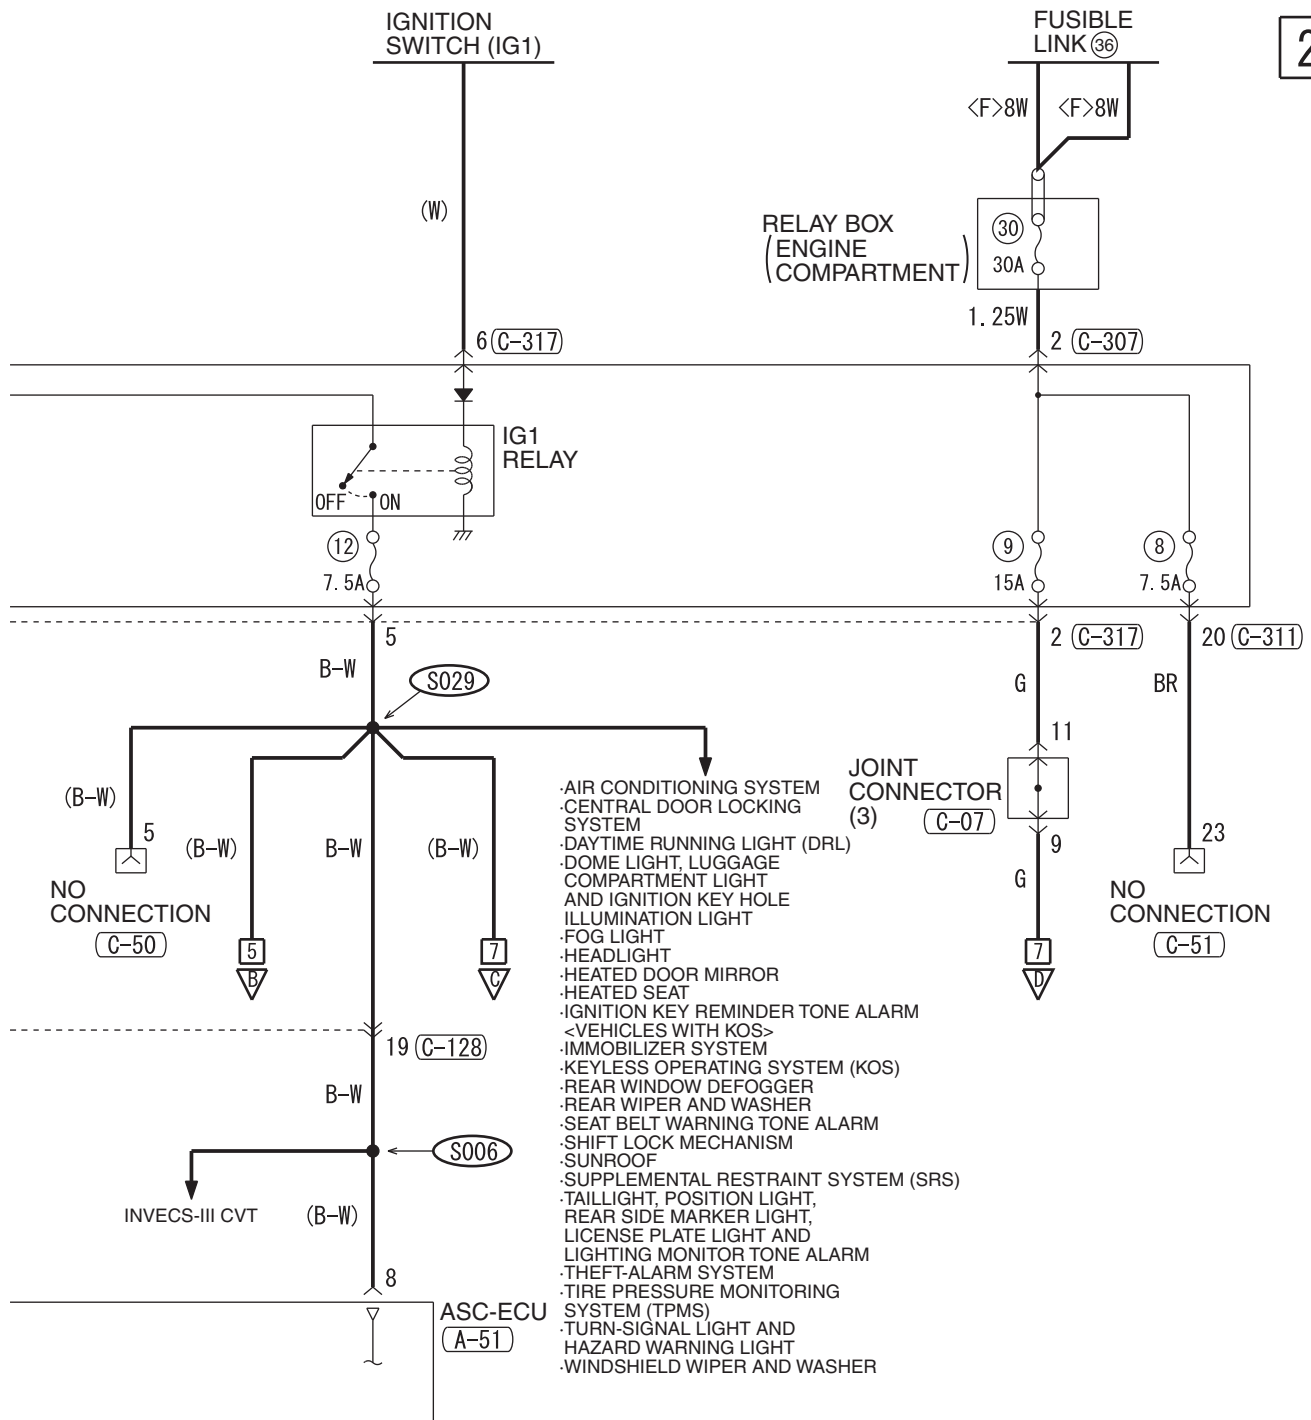 IGNITION
SWITCH (IG1)
FUSIBLE
LINK 36
2
<F>8W <F>8W
(W)
RELAY BOX
(ENGINE
COMPARTMENT)
30
30A
1.25W
6 C-317
2 C-307
IG1
RELAY
OFF ON
12
7.5A
9
15A
8
7.5A
5
2 C-317
20 C-311
B-W
S029
G
BR
11
JOINT
CONNECTOR
(3)
C-07
9
G
(B-W)
5
NO
CONNECTION
C-50
(B-W)
B-W
(B-W)
5
B
7
C
7
D
23
NO
CONNECTION
C-51
·AIR CONDITIONING SYSTEM
·CENTRAL DOOR LOCKING
SYSTEM
·DAYTIME RUNNING LIGHT (DRL)
·DOME LIGHT, LUGGAGE
COMPARTMENT LIGHT
AND IGNITION KEY HOLE
ILLUMINATION LIGHT
·FOG LIGHT
·HEADLIGHT
·HEATED DOOR MIRROR
·HEATED SEAT
·IGNITION KEY REMINDER TONE ALARM
<VEHICLES WITH KOS>
·IMMOBILIZER SYSTEM
·KEYLESS OPERATING SYSTEM (KOS)
·REAR WINDOW DEFOGGER
·REAR WIPER AND WASHER
·SEAT BELT WARNING TONE ALARM
·SHIFT LOCK MECHANISM
·SUNROOF
·SUPPLEMENTAL RESTRAINT SYSTEM (SRS)
·TAILLIGHT, POSITION LIGHT,
REAR SIDE MARKER LIGHT,
LICENSE PLATE LIGHT AND
LIGHTING MONITOR TONE ALARM
·THEFT-ALARM SYSTEM
·TIRE PRESSURE MONITORING
SYSTEM (TPMS)
·TURN-SIGNAL LIGHT AND
HAZARD WARNING LIGHT
·WINDSHIELD WIPER AND WASHER
19 C-128
B-W
S006
INVECS-III CVT
(B-W)
8
ASC-ECU
A-51